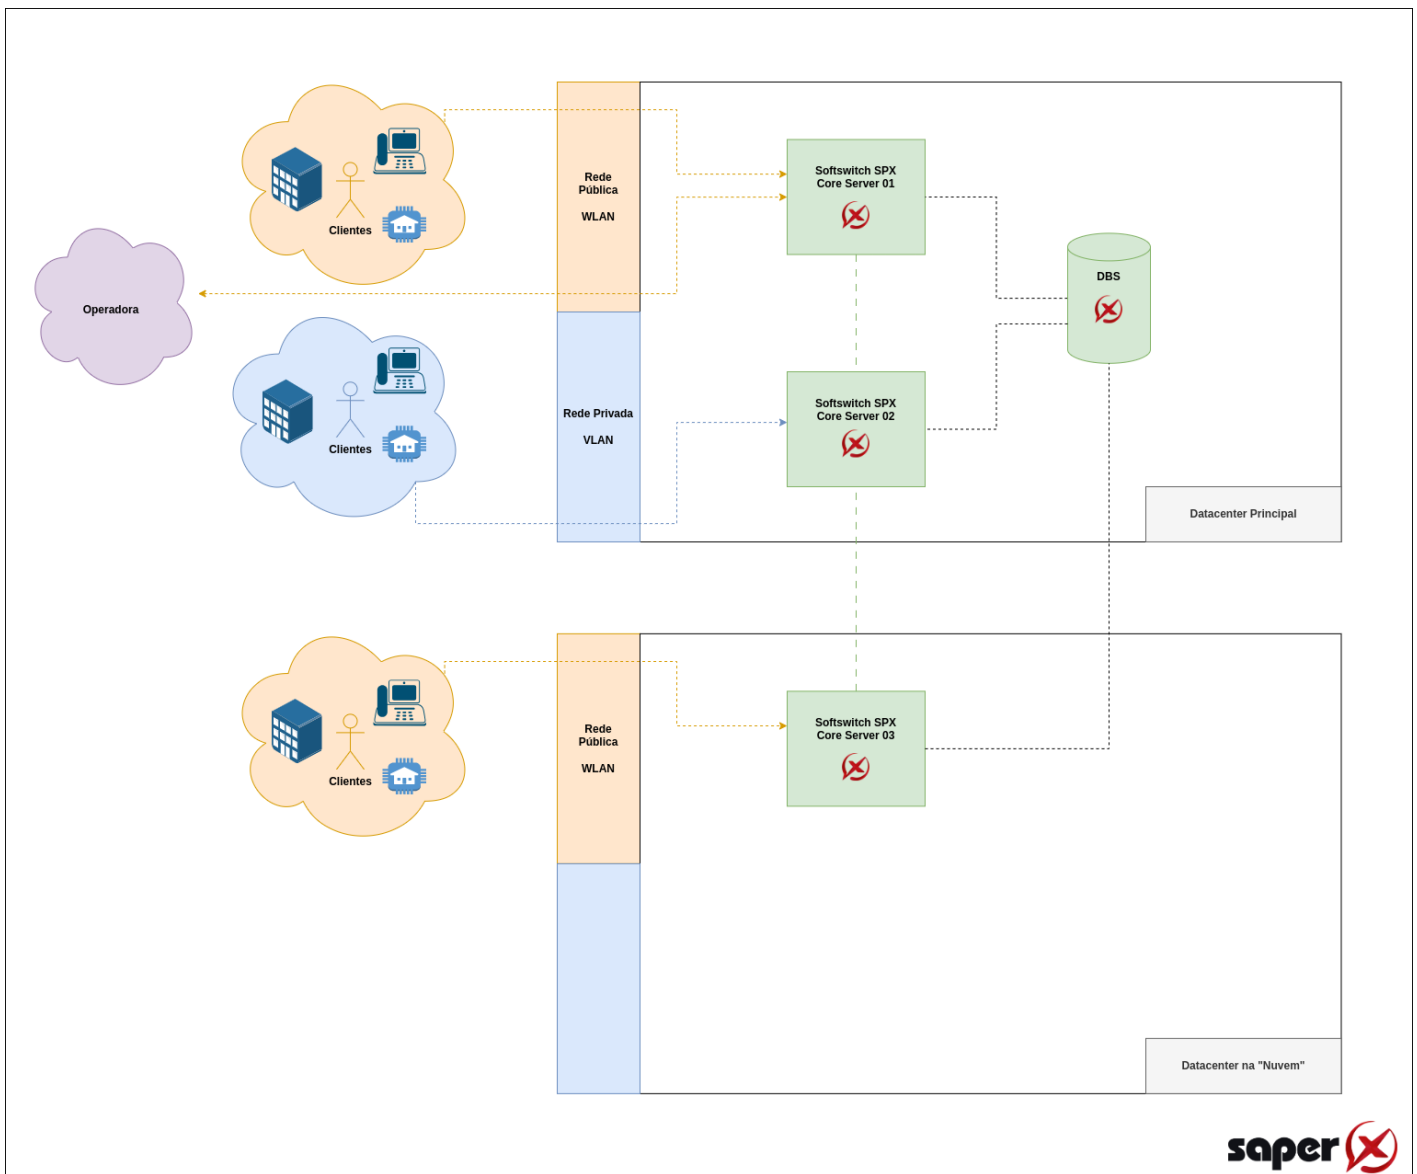 Rede
Pública
WLAN
Softswitch SPX
Core Server 01
Clientes
DBS
Operadora
Rede Privada
VLAN
Softswitch SPX
Core Server 02
Clientes
Datacenter Principal
Rede
Pública
WLAN
Softswitch SPX
Core Server 03
Clientes
Datacenter na "Nuvem"
saper X